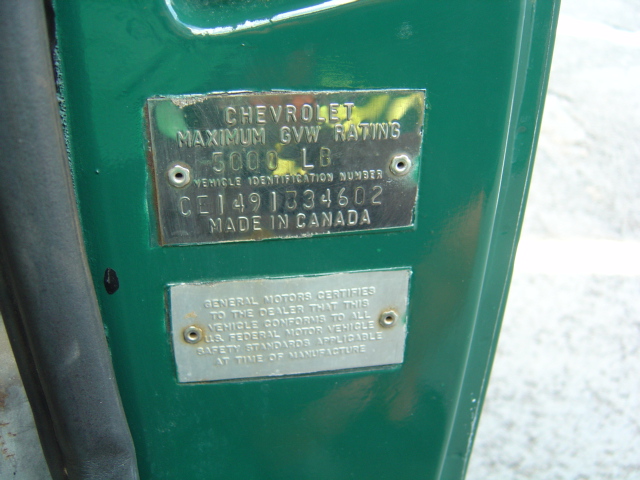 CHEVROLET
MAXIMUM GVW RATING
5000 LB
VEHICLE IDENTIFICATION NUMBER
CE1491334602
MADE IN CANADA
GENERAL MOTORS CERTIFIES
TO THE DEALER THAT THIS
VEHICLE CONFORMS TO ALL
U.S. FEDERAL MOTOR VEHICLE
SAFETY STANDARDS APPLICABLE
AT TIME OF MANUFACTURE